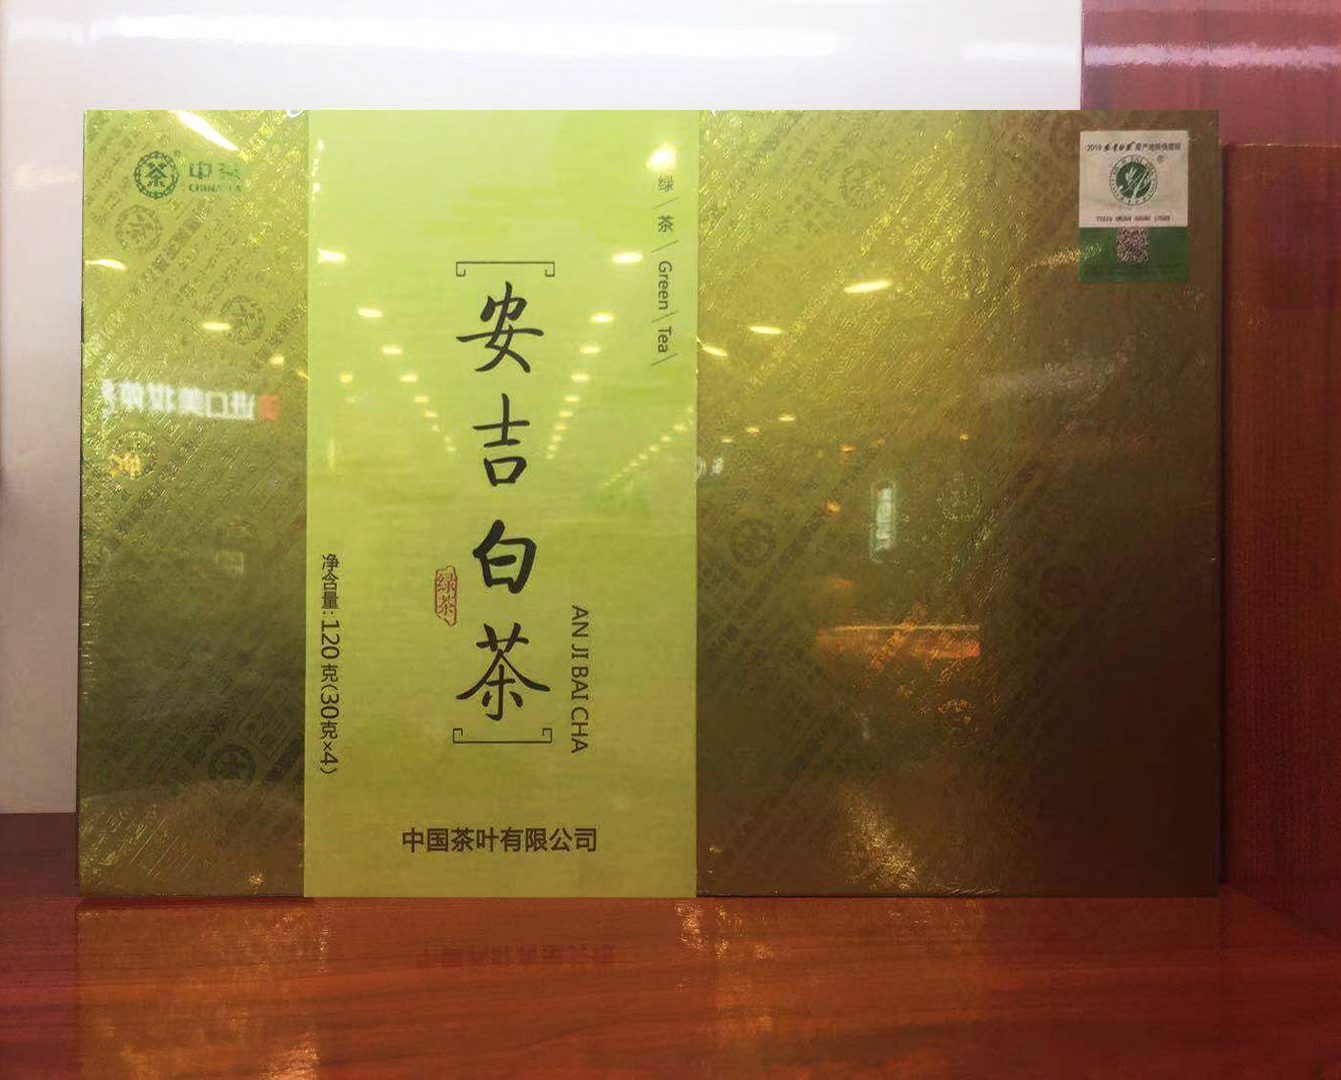 中茶
CHINA TEA
绿 \ 茶 / Green \ Tea /
安吉白茶
绿茶
AN JI BAI CHA
净含量:120克(30克×4)
中国茶叶有限公司